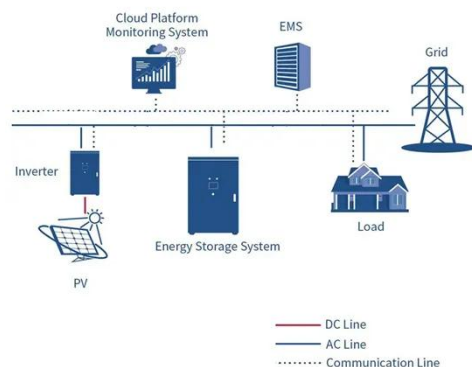 Cloud Platform
Monitoring System
EMS
Grid
Inverter
Energy Storage System
Load
PV
DC Line
AC Line
Communication Line